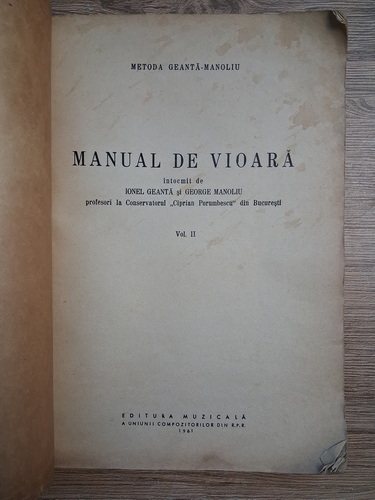 METODA GEANTĂ-MANOLIU
MANUAL DE VIOARĂ
întocmit de
IONEL GEANTĂ și GEORGE MANOLIU
profesori la Conservatorul „Ciprian Porumbescu" din București
Vol. II
EDITURA MUZICALĂ
A UNIUNII COMPOZITORILOR DIN R.P.R.
1961